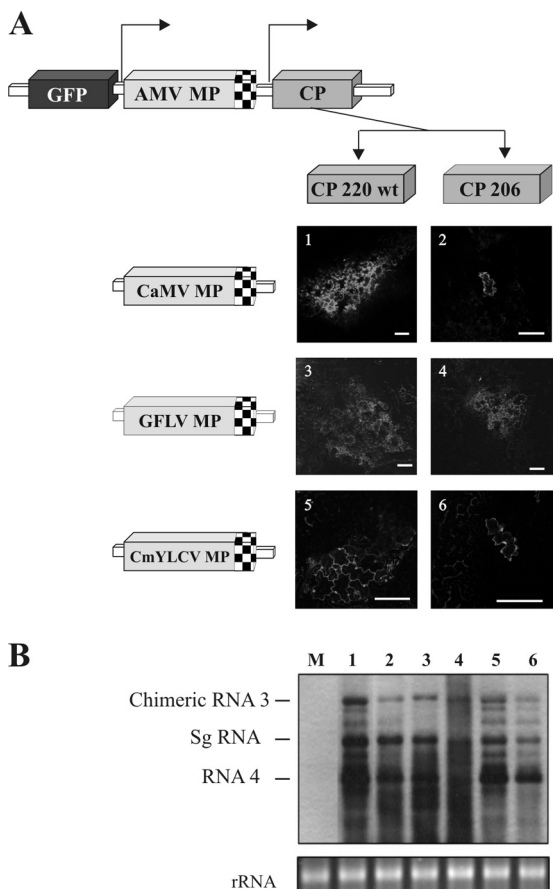 A
GFP AMV MP CP
CP 220 wt CP 206
1 2
CaMV MP
3 4
GFLV MP
5 6
CmYLCV MP
B
M 1 2 3 4 5 6
Chimeric RNA 3
Sg RNA
RNA 4
rRNA